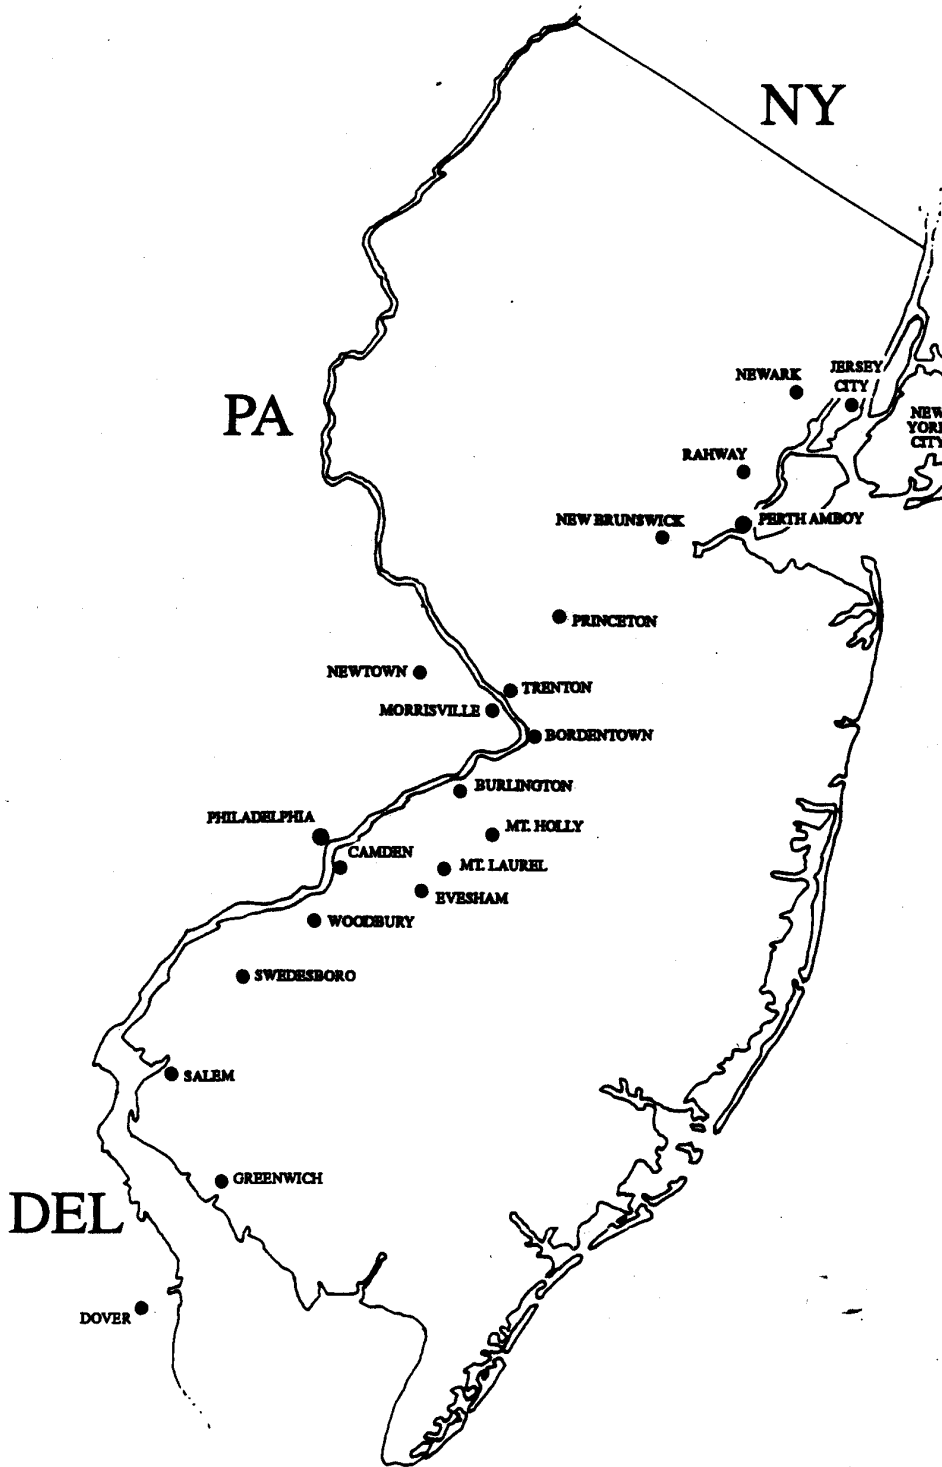 NY
JERSEY
CITY
NEWARK
PA
NEW
YORK
CITY
RAHWAY
NEW BRUNSWICK
PERTH AMBOY
PRINCETON
NEWTOWN
TRENTON
MORRISVILLE
BORDENTOWN
BURLINGTON
PHILADELPHIA
MT. HOLLY
CAMDEN
MT. LAUREL
EVESHAM
WOODBURY
SWEDESBORO
SALEM
GREENWICH
DEL
DOVER